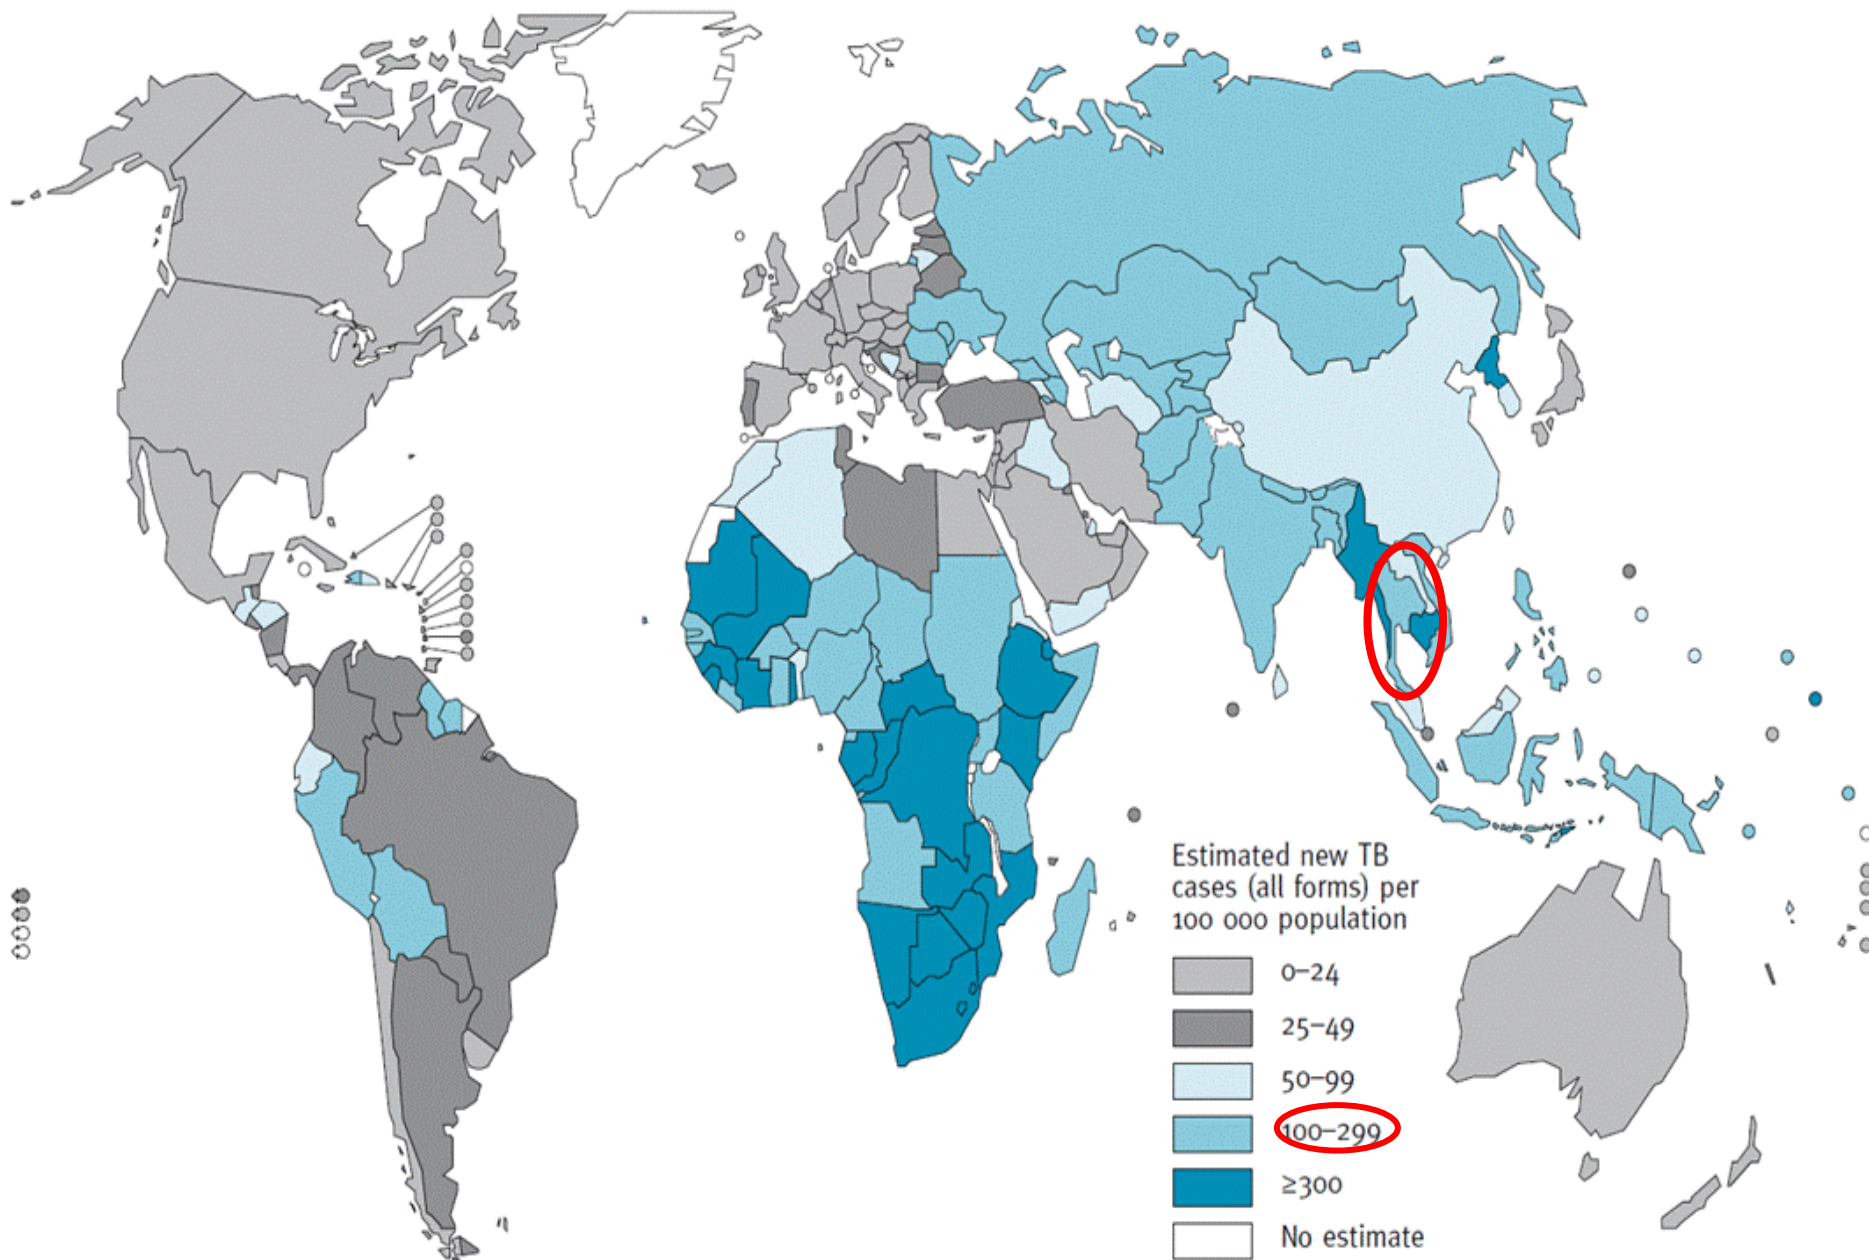 Estimated new TB
cases (all forms) per
100 000 population
0–24
25–49
50–99
100–299
≥300
No estimate